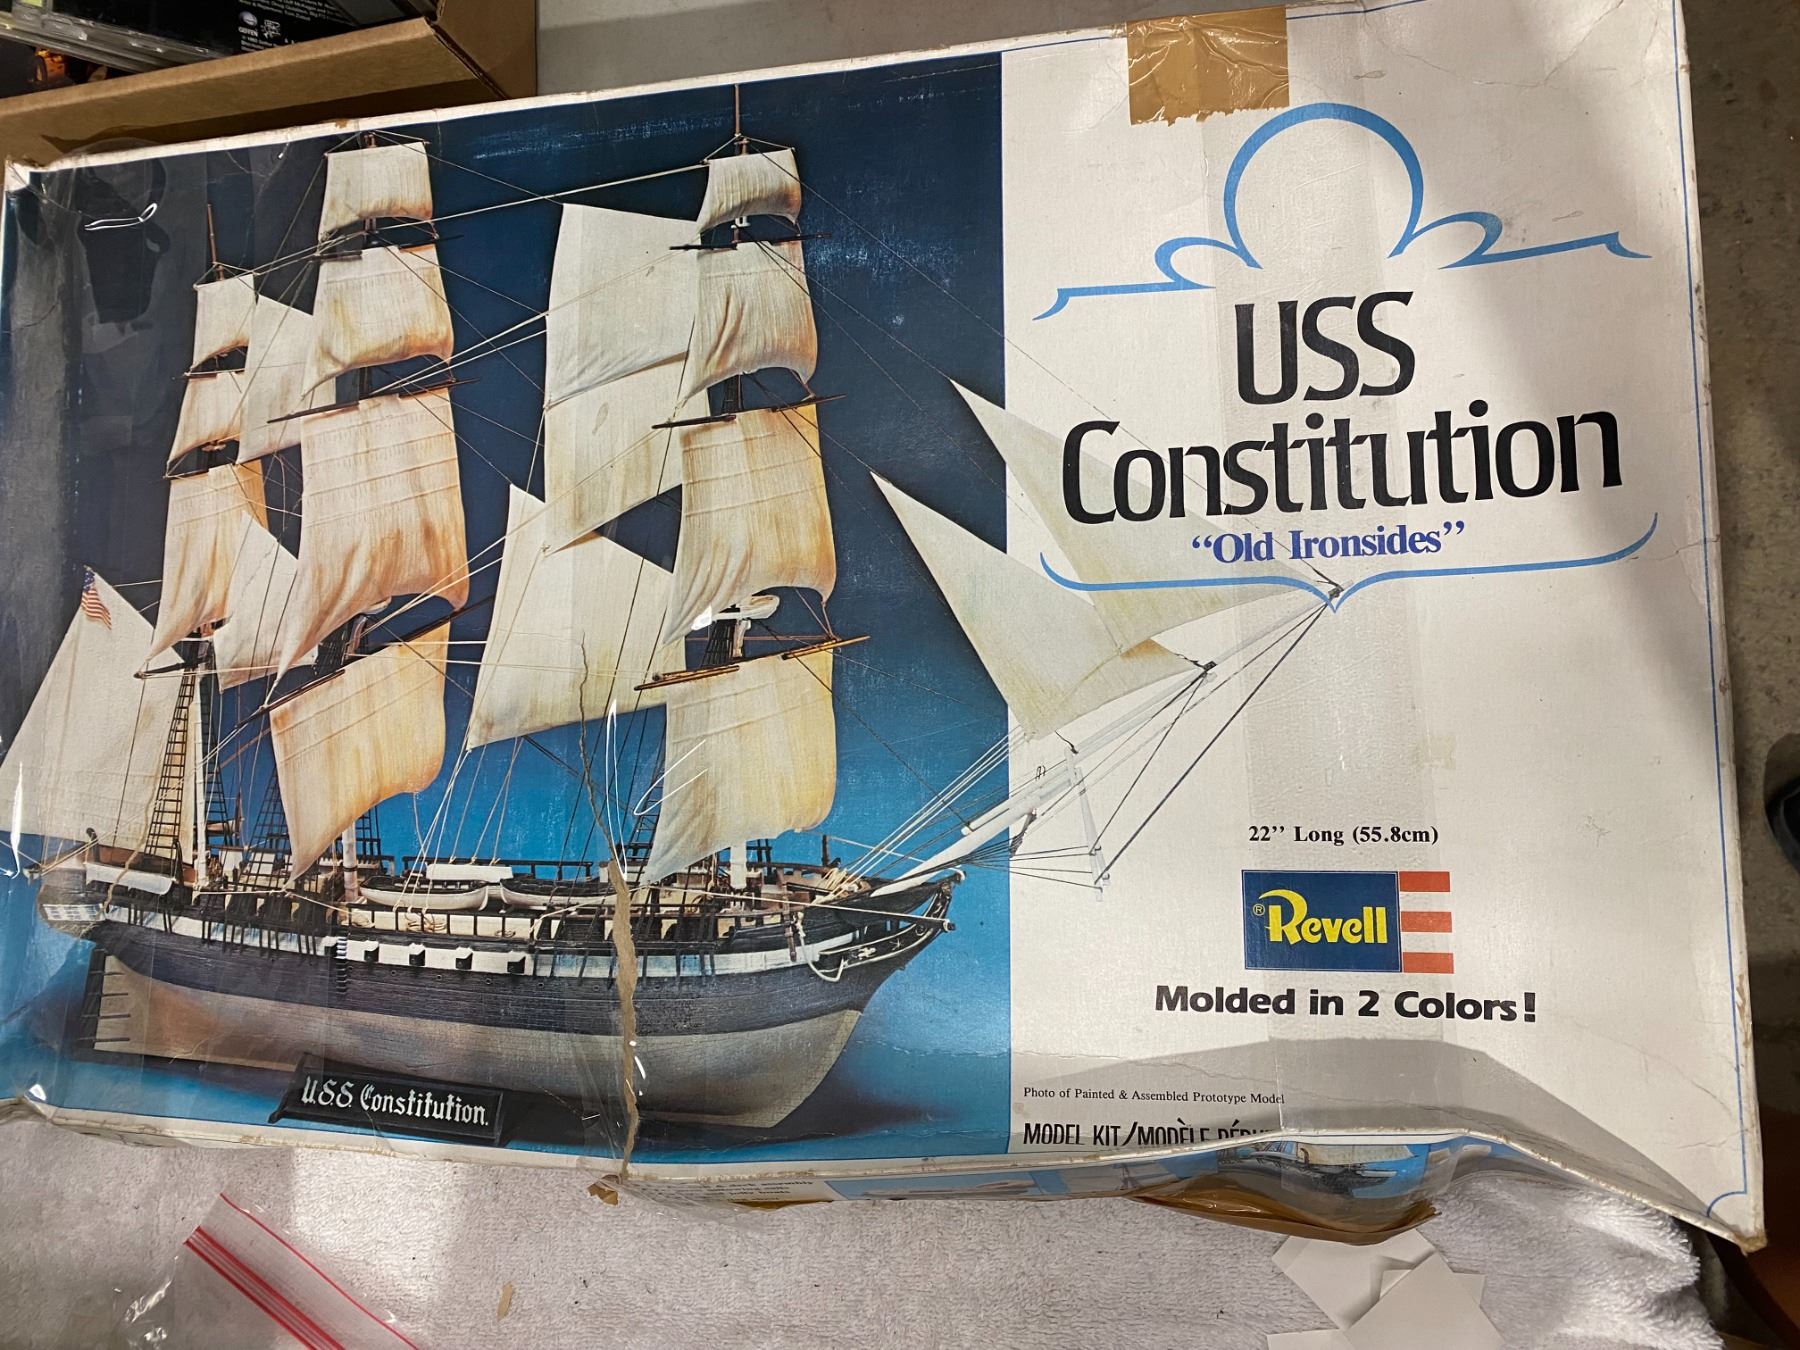 USS
Constitution
“Old Ironsides”
22’’ Long (55.8cm)
® Revell
Molded in 2 Colors!
Photo of Painted & Assembled Prototype Model
MODEL KIT/MODÈLE
U.S.S. Constitution.